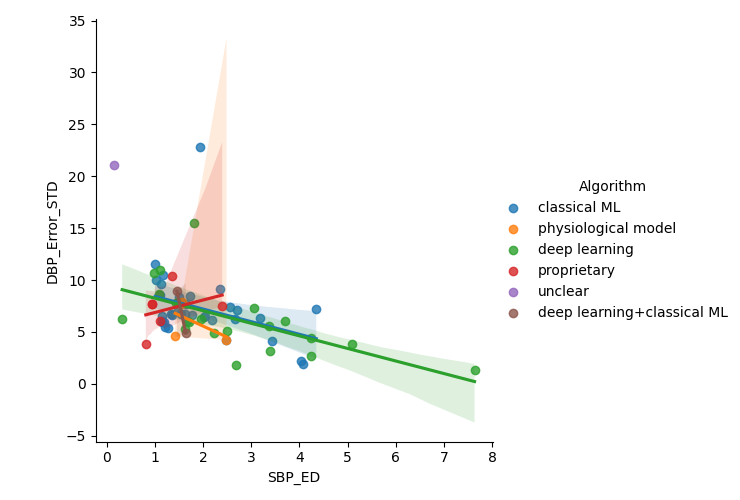 35
30
25
20
15
10
5
0
−5
DBP_Error_STD
0 1 2 3 4 5 6 7 8
SBP_ED
Algorithm
classical ML
physiological model
deep learning
proprietary
unclear
deep learning+classical ML